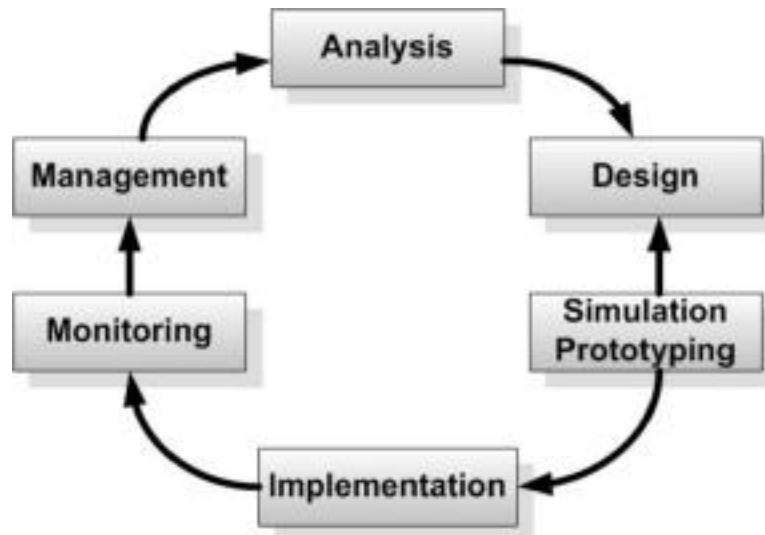 Analysis
Management
Design
Monitoring
Simulation
Prototyping
Implementation